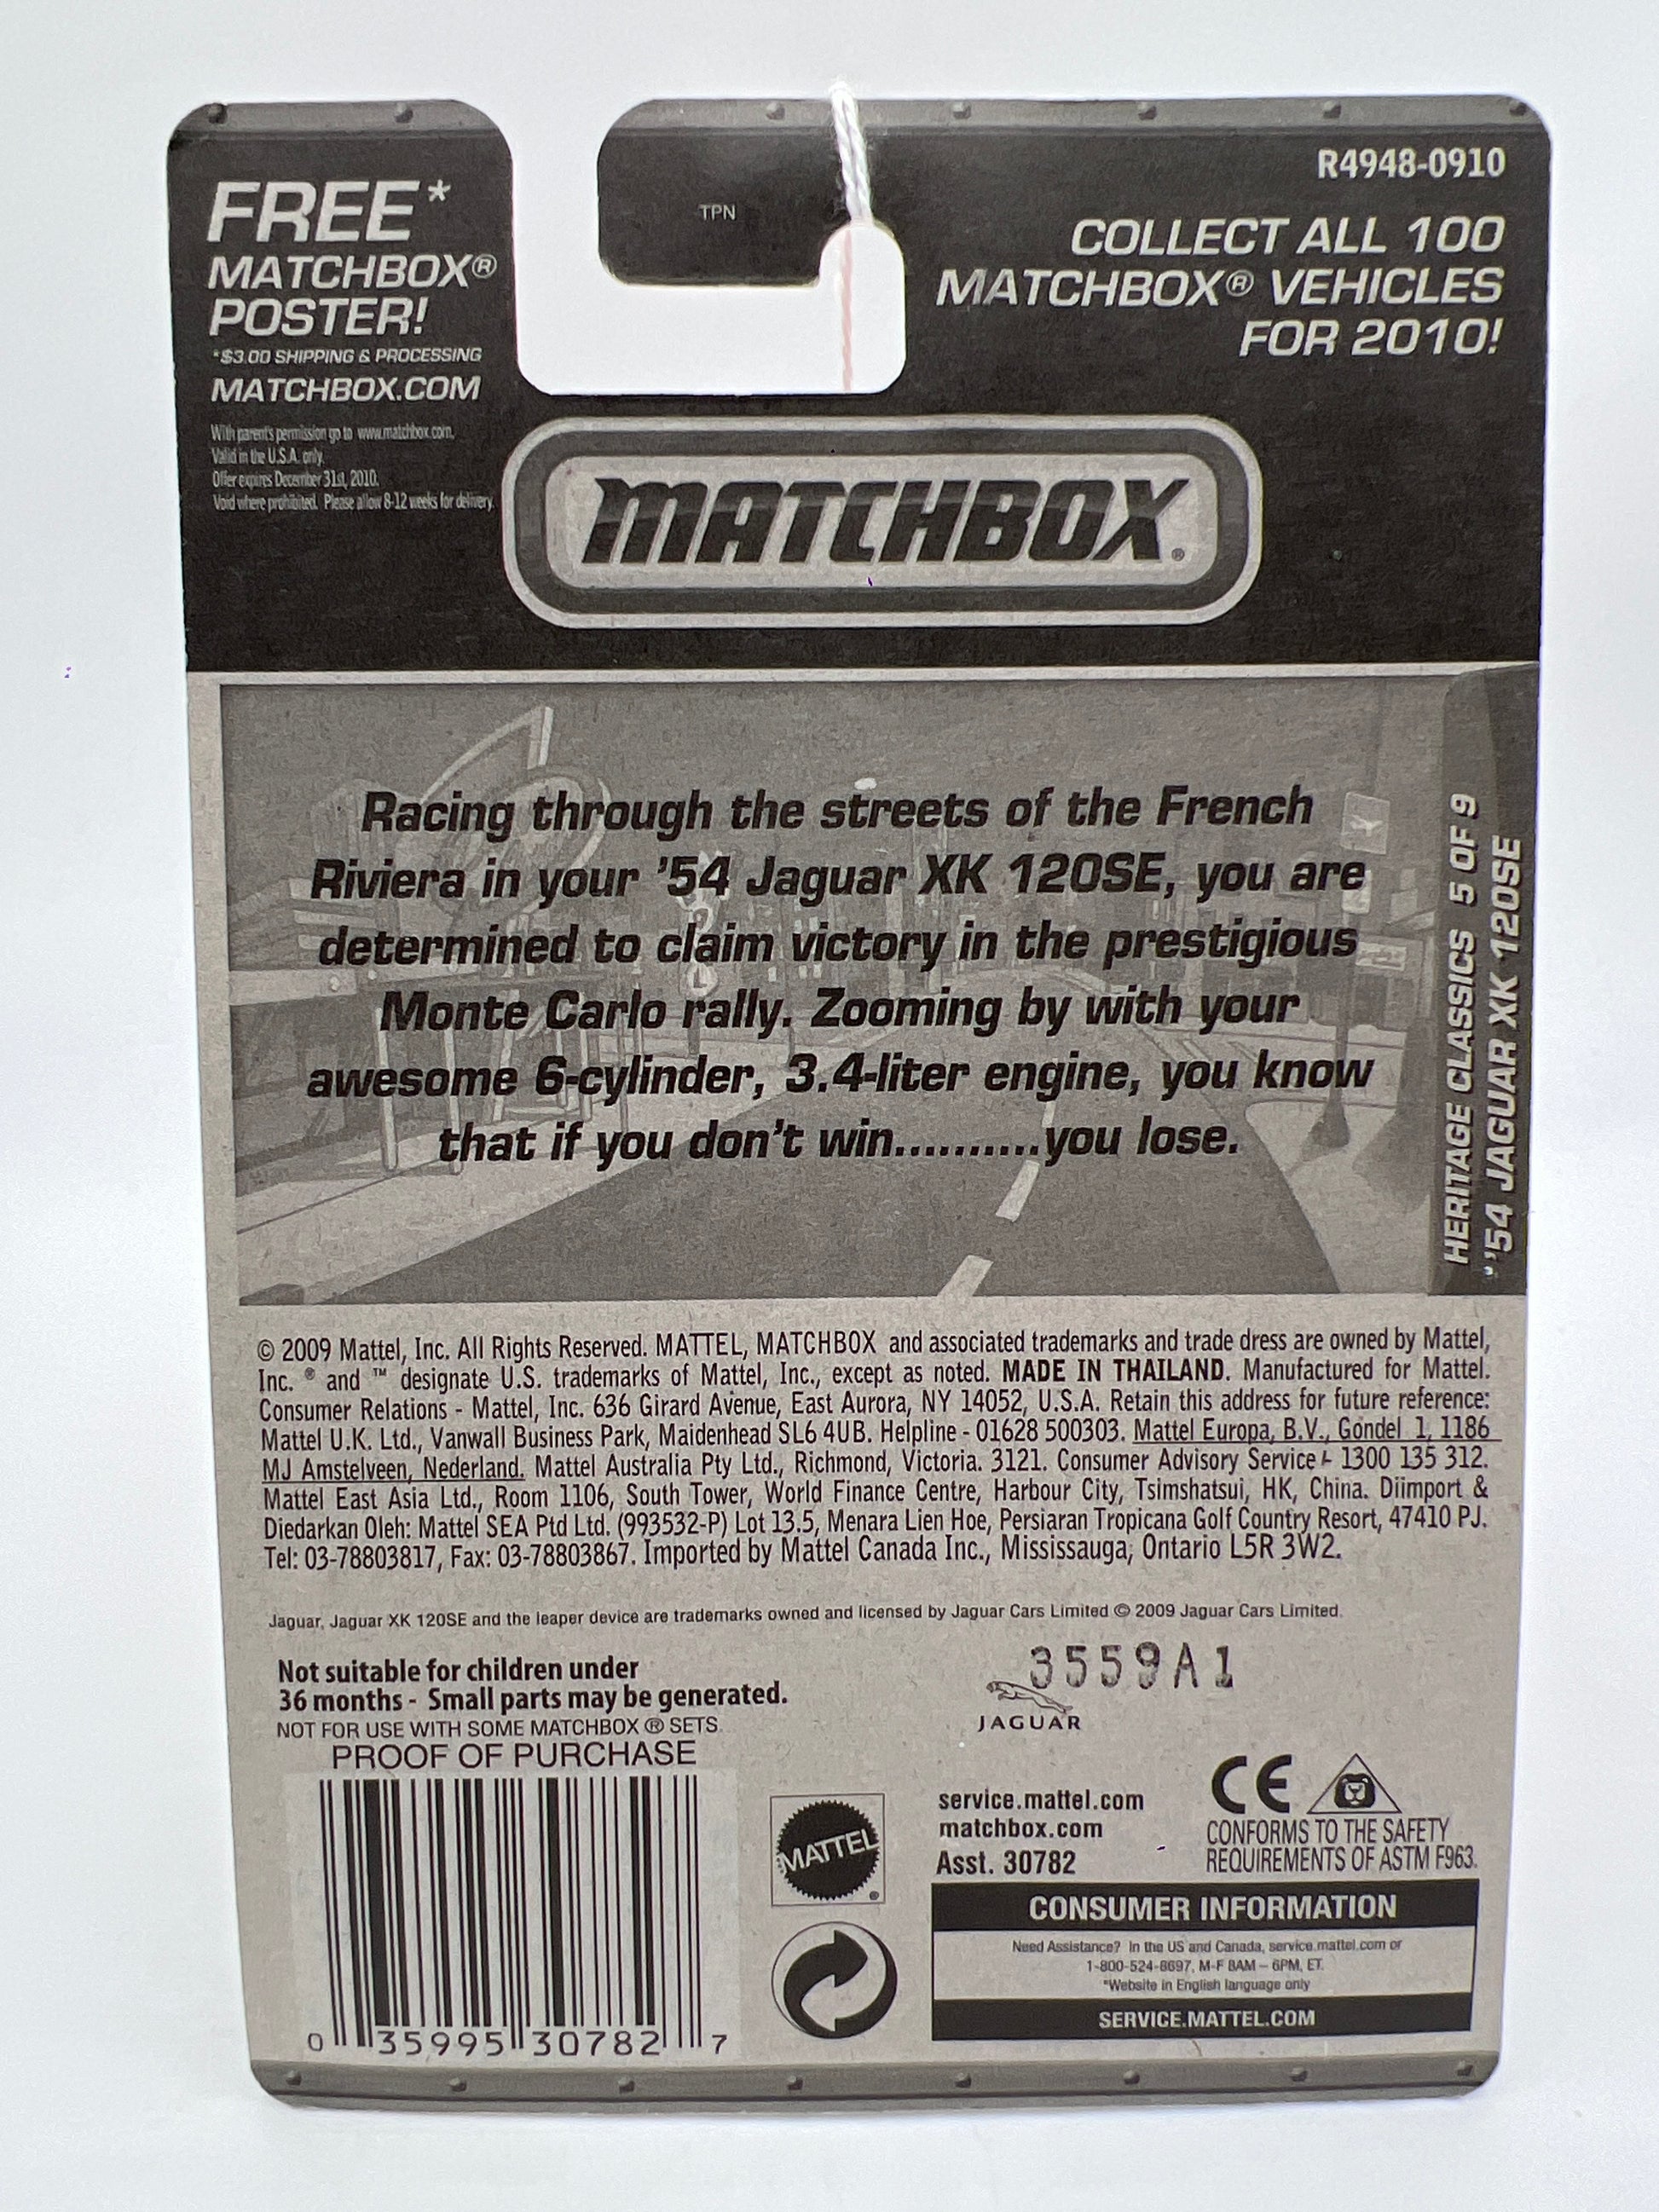 FREE*
MATCHBOX®
POSTER!
*$3.00 SHIPPING & PROCESSING
MATCHBOX.COM
With parent's permission go to www.matchbox.com.
Valid in the U.S.A. only.
Offer expires December 31st, 2010.
Void where prohibited. Please allow 8-12 weeks for delivery.
TPN
R4948-0910
COLLECT ALL 100
MATCHBOX® VEHICLES
FOR 2010!
MATCHBOX®
Racing through the streets of the French
Riviera in your '54 Jaguar XK 120SE, you are
determined to claim victory in the prestigious
Monte Carlo rally. Zooming by with your
awesome 6-cylinder, 3.4-liter engine, you know
that if you don't win..........you lose.
HERITAGE CLASSICS 5 OF 9
'54 JAGUAR XK 120SE
© 2009 Mattel, Inc. All Rights Reserved. MATTEL, MATCHBOX and associated trademarks and trade dress are owned by Mattel,
Inc. ® and ™ designate U.S. trademarks of Mattel, Inc., except as noted. MADE IN THAILAND. Manufactured for Mattel.
Consumer Relations - Mattel, Inc. 636 Girard Avenue, East Aurora, NY 14052, U.S.A. Retain this address for future reference:
Mattel U.K. Ltd., Vanwall Business Park, Maidenhead SL6 4UB. Helpline - 01628 500303. Mattel Europa, B.V., Gondel 1, 1186
MJ Amstelveen, Nederland. Mattel Australia Pty Ltd., Richmond, Victoria. 3121. Consumer Advisory Service - 1300 135 312.
Mattel East Asia Ltd., Room 1106, South Tower, World Finance Centre, Harbour City, Tsimshatsui, HK, China. Diimport &
Diedarkan Oleh: Mattel SEA Ptd Ltd. (993532-P) Lot 13.5, Menara Lien Hoe, Persiaran Tropicana Golf Country Resort, 47410 PJ.
Tel: 03-78803817, Fax: 03-78803867. Imported by Mattel Canada Inc., Mississauga, Ontario L5R 3W2.
Jaguar, Jaguar XK 120SE and the leaper device are trademarks owned and licensed by Jaguar Cars Limited © 2009 Jaguar Cars Limited.
Not suitable for children under
36 months - Small parts may be generated.
NOT FOR USE WITH SOME MATCHBOX ® SETS.
PROOF OF PURCHASE
0 35995 30782 7
3559A1
JAGUAR
MATTEL®
service.mattel.com
matchbox.com
Asst. 30782
CE
CONFORMS TO THE SAFETY
REQUIREMENTS OF ASTM F963.
CONSUMER INFORMATION
Need Assistance? In the US and Canada, service.mattel.com or
1-800-524-8697, M-F 8AM – 6PM, ET.
*Website in English language only
SERVICE.MATTEL.COM